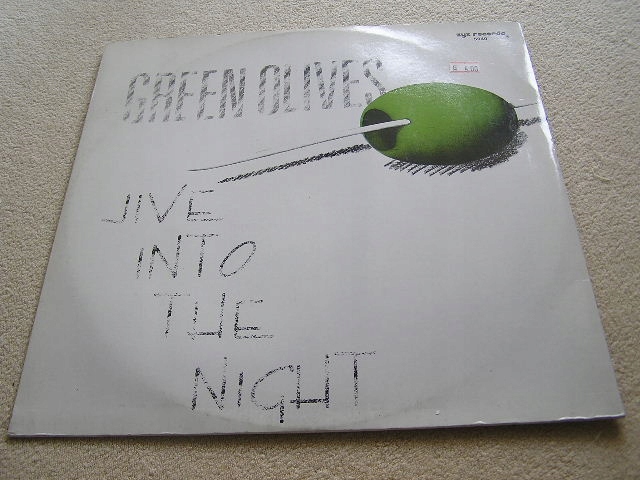 zyx records
GREEN OLIVES
JIVE
INTO
THE
NIGHT